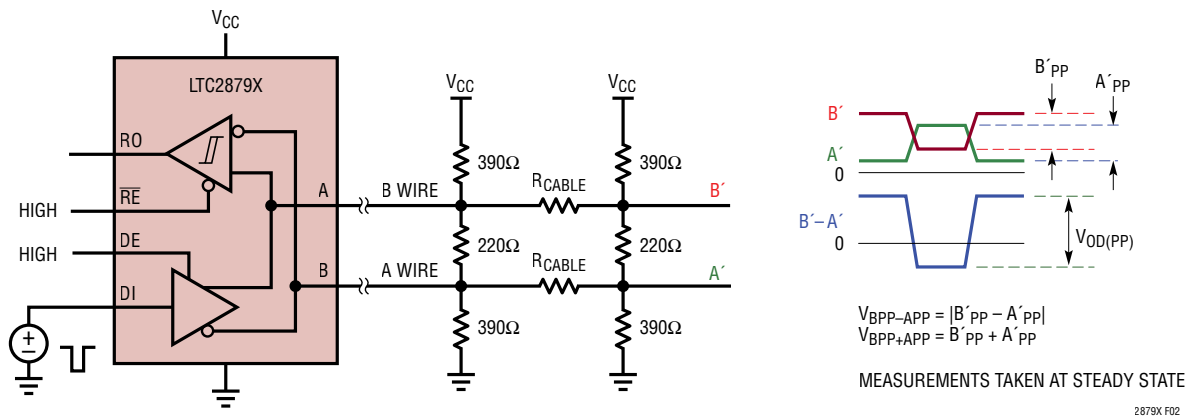 VCC
LTC2879X
RO
RE
HIGH
DE
HIGH
DI
A
B
B WIRE
A WIRE
VCC
VCC
390Ω
390Ω
RCABLE
220Ω
220Ω
RCABLE
390Ω
390Ω
B´
A´
B´PP
A´PP
B´
A´
0
B´– A´
0
VOD(PP)
VBPP–APP = |B´PP – A´PP|
VBPP+APP = B´PP + A´PP
MEASUREMENTS TAKEN AT STEADY STATE
2879X F02